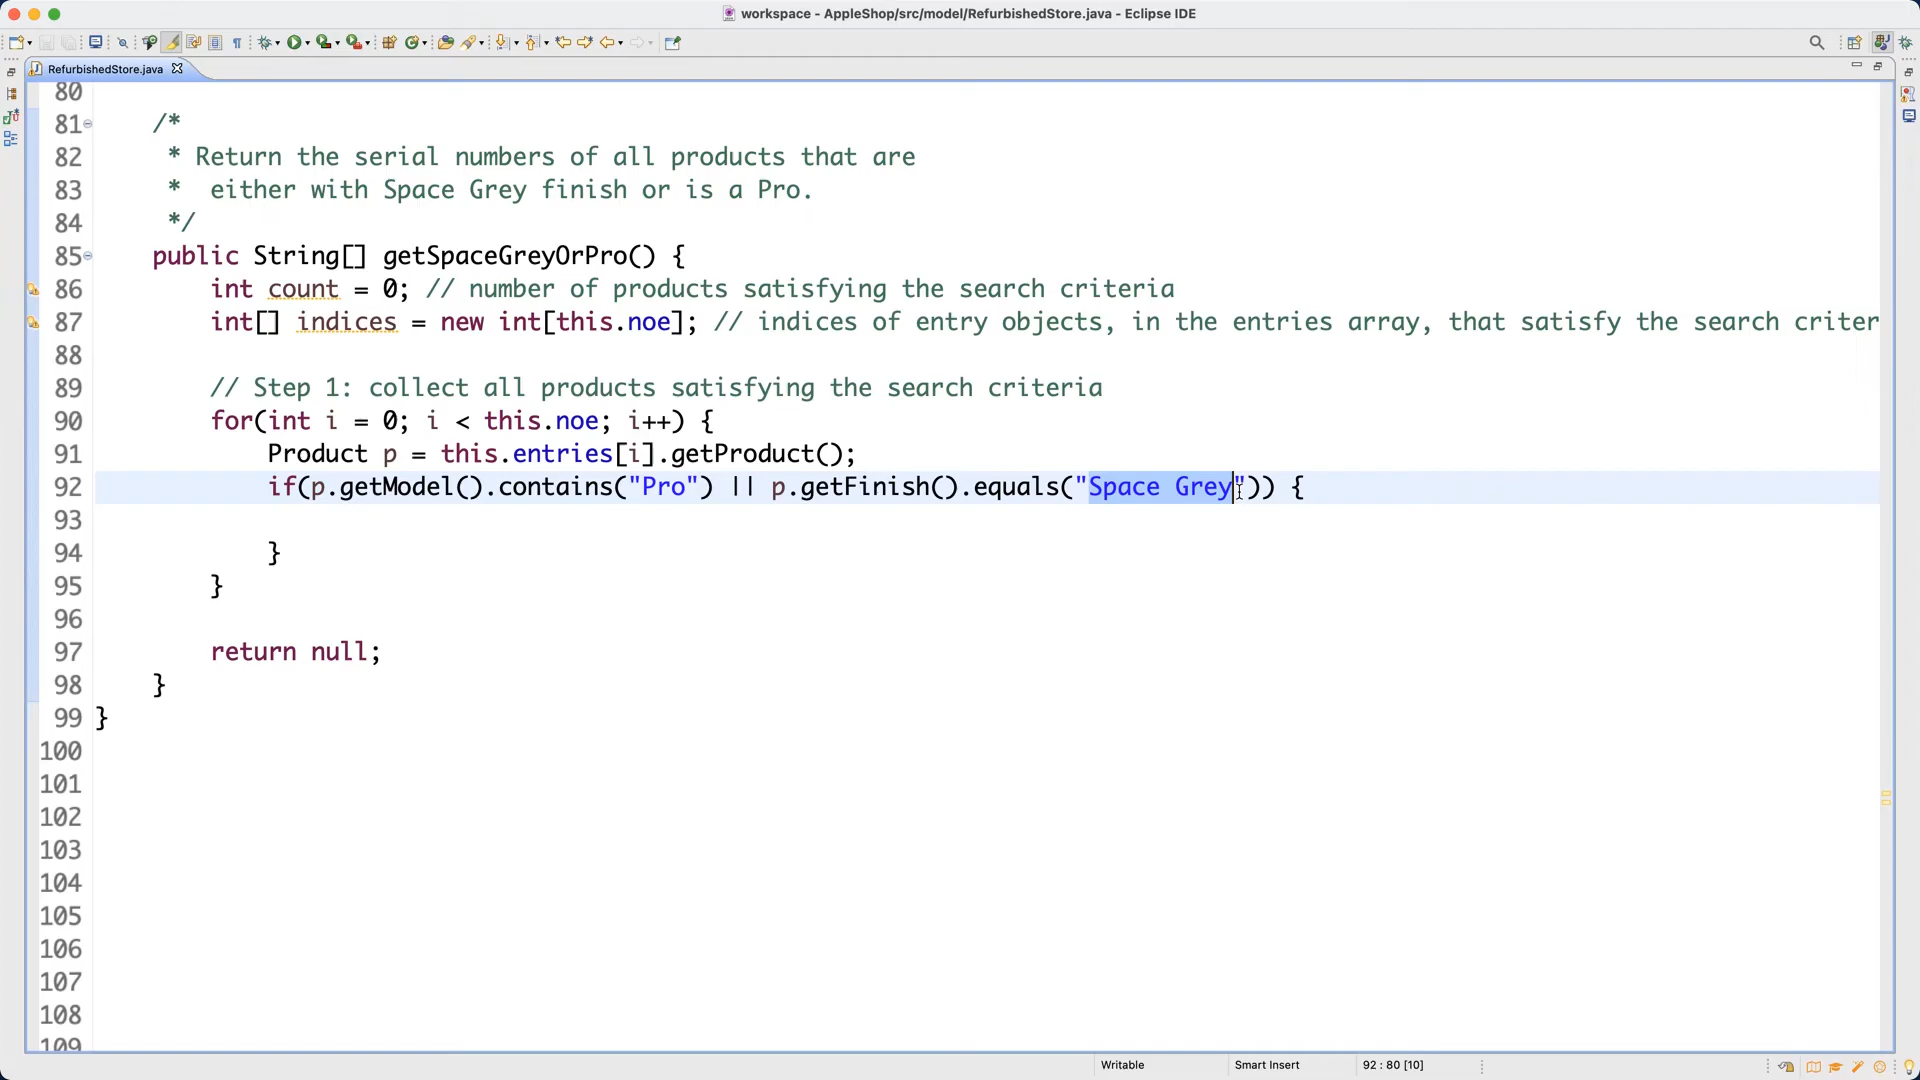 workspace - AppleShop/src/model/RefurbishedStore.java - Eclipse IDE
RefurbishedStore.java
80
81 /*
82 * Return the serial numbers of all products that are
83 * either with Space Grey finish or is a Pro.
84 */
85 public String[] getSpaceGreyOrPro() {
86 int count = 0; // number of products satisfying the search criteria
87 int[] indices = new int[this.noe]; // indices of entry objects, in the entries array, that satisfy the search criter
88
89 // Step 1: collect all products satisfying the search criteria
90 for(int i = 0; i < this.noe; i++) {
91 Product p = this.entries[i].getProduct();
92 if(p.getModel().contains("Pro") || p.getFinish().equals("Space Grey")) {
93
94 }
95 }
96
97 return null;
98 }
99 }
100
101
102
103
104
105
106
107
108
109
Writable Smart Insert 92 : 80 [10]